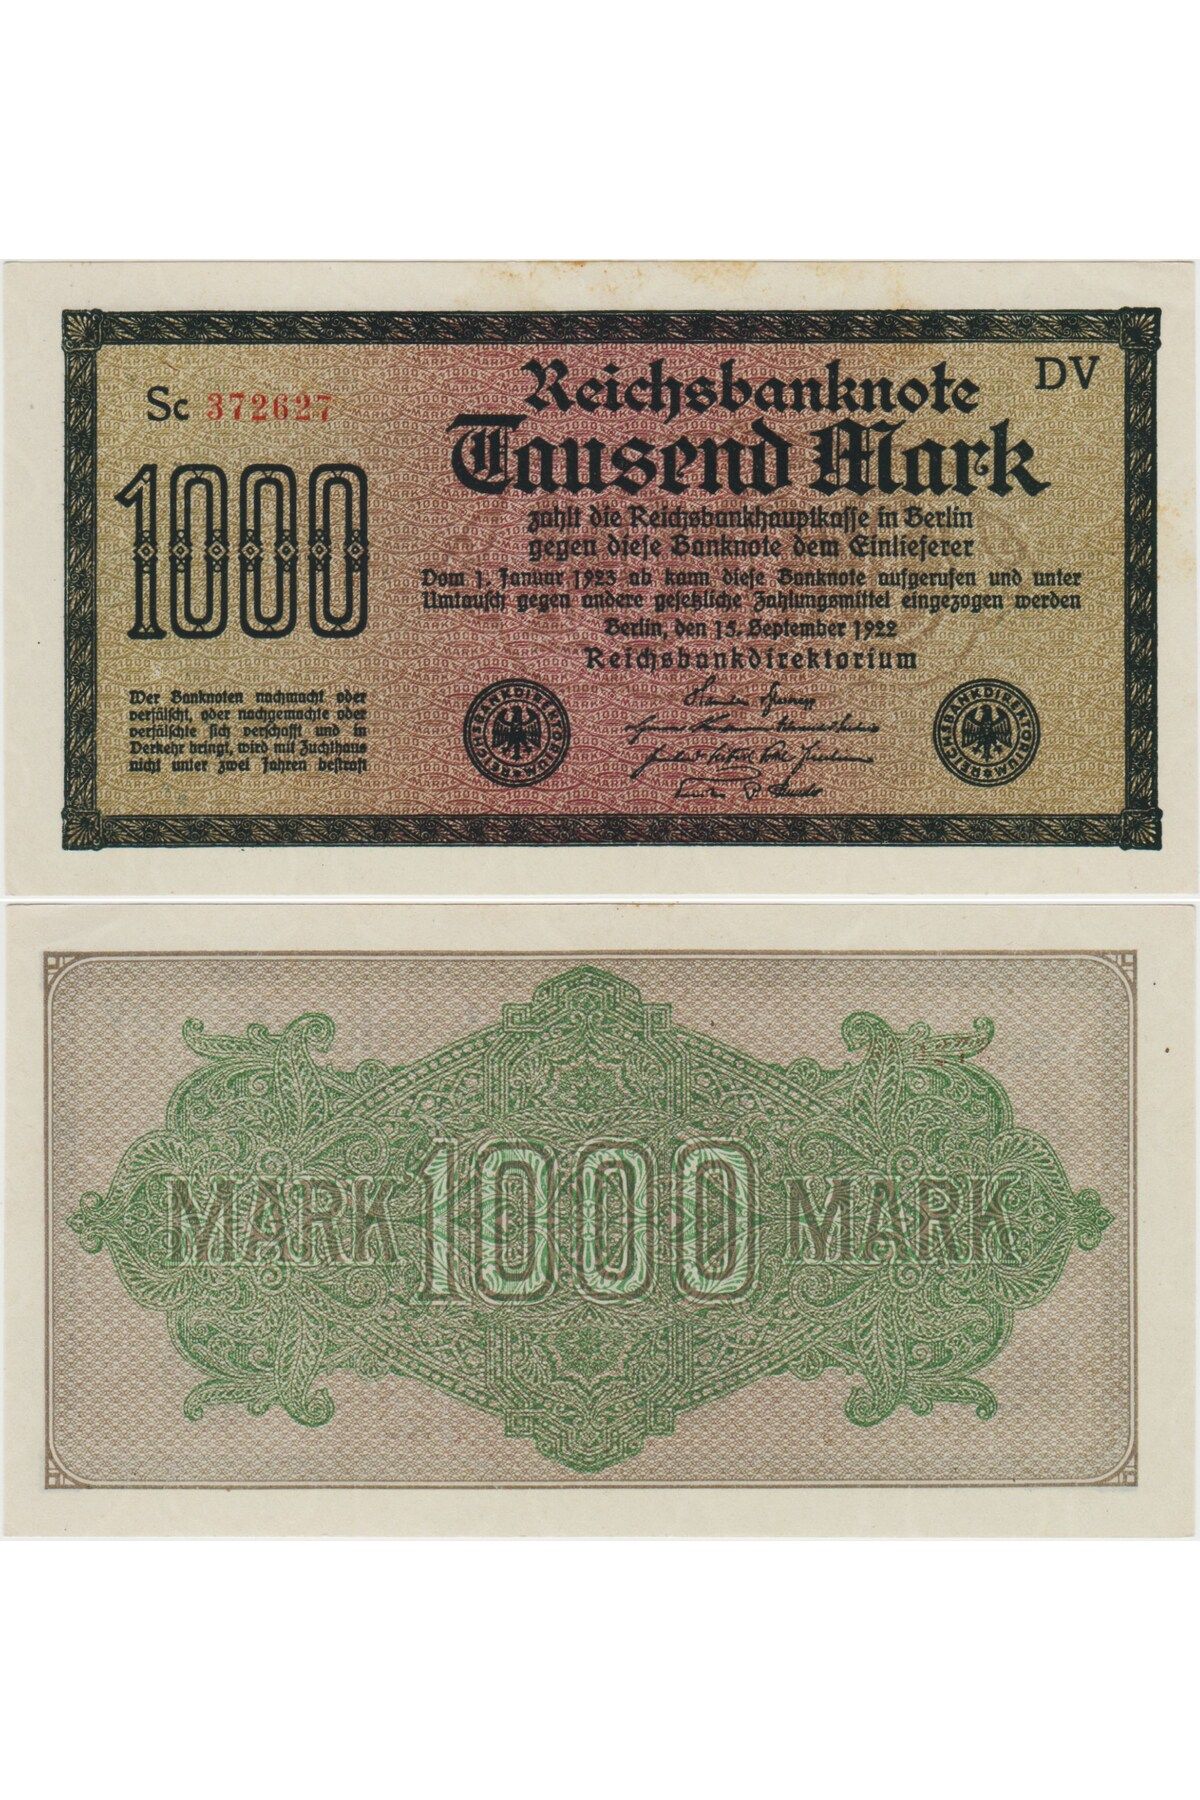 Reichsbanknote
DV
Sc 372627
Tausend Mark
1000
zahlt die Reichsbankhauptkasse in Berlin
gegen diese Banknote dem Einlieferer
Vom 1. Januar 1923 ab kann diese Banknote aufgerufen und unter
Umtausch gegen andere gesetzliche Zahlungsmittel eingezogen werden
Berlin, den 15. September 1922
Reichsbankdirektorium
Wer Banknoten nachmacht oder
verfälscht, oder nachgemachte oder
verfälschte sich verschafft und in
Verkehr bringt, wird mit Zuchthaus
nicht unter zwei Jahren bestraft
REICHSBANKDIREKTORIUM
REICHSBANKDIREKTORIUM
MARK 1000 MARK